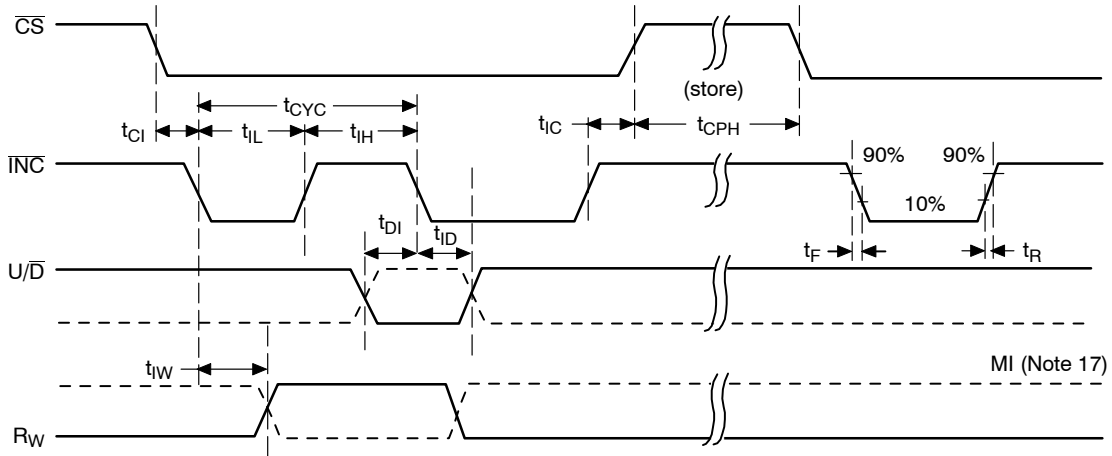 CS
(store)
tCYC
tCI
tIL
tIH
tIC
tCPH
INC
90%
90%
10%
tDI
tID
tF
tR
U/D
tIW
MI (Note 17)
RW